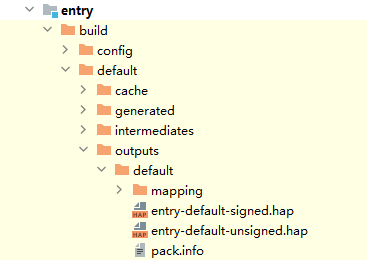 entry
build
config
default
cache
generated
intermediates
outputs
default
mapping
HAP entry-default-signed.hap
HAP entry-default-unsigned.hap
pack.info